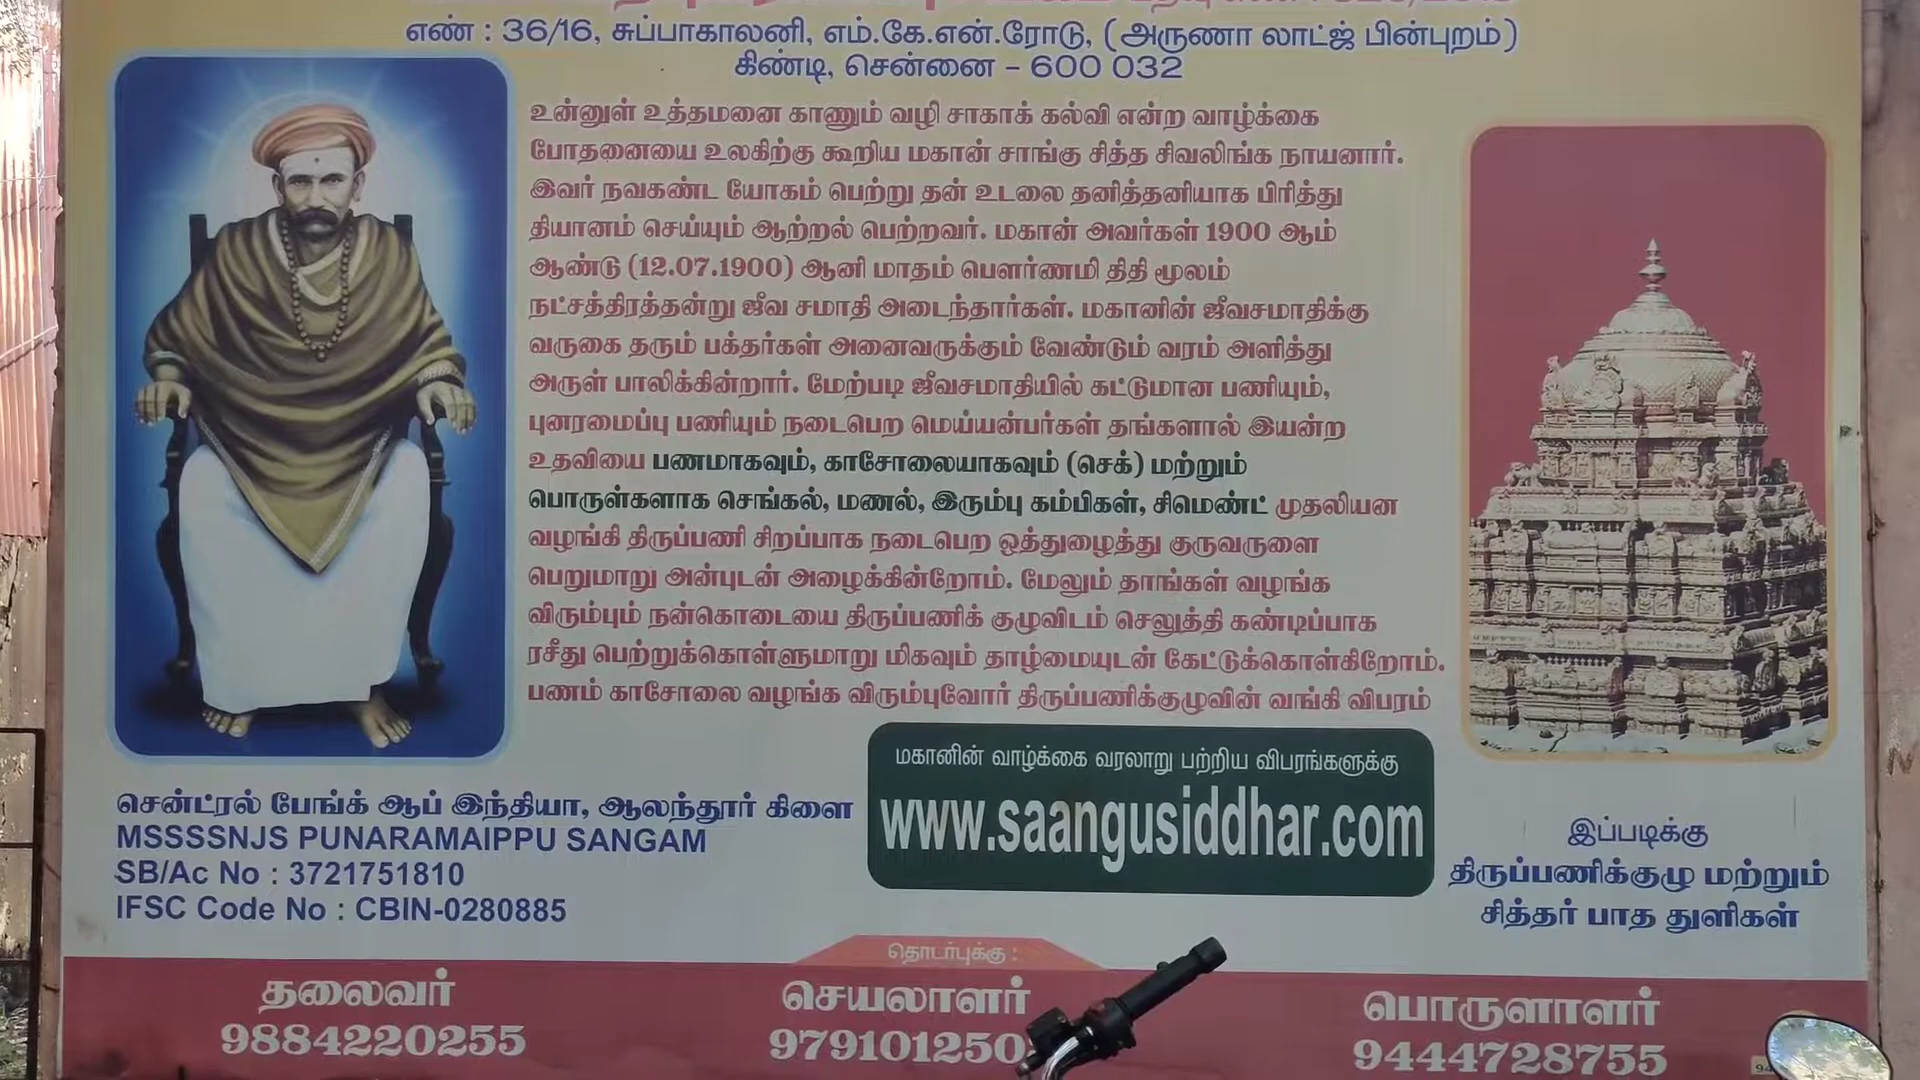 எண் : 36/16, சுப்பாகாலனி, எம்.கே.என்.ரோடு, (அருணா லாட்ஜ் பின்புறம்)
கிண்டி, சென்னை - 600 032
உன்னுள் உத்தமனை காணும் வழி சாகாக் கல்வி என்ற வாழ்க்கை
போதனையை உலகிற்கு கூறிய மகான் சாங்கு சித்த சிவலிங்க நாயனார்.
இவர் நவகண்ட யோகம் பெற்று தன் உடலை தனித்தனியாக பிரித்து
தியானம் செய்யும் ஆற்றல் பெற்றவர். மகான் அவர்கள் 1900 ஆம்
ஆண்டு (12.07.1900) ஆனி மாதம் பௌர்ணமி திதி மூலம்
நட்சத்திரத்தன்று ஜீவ சமாதி அடைந்தார்கள். மகானின் ஜீவசமாதிக்கு
வருகை தரும் பக்தர்கள் அனைவருக்கும் வேண்டும் வரம் அளித்து
அருள் பாலிக்கின்றார். மேற்படி ஜீவசமாதியில் கட்டுமான பணியும்,
புனரமைப்பு பணியும் நடைபெற மெய்யன்பர்கள் தங்களால் இயன்ற
உதவியை பணமாகவும், காசோலையாகவும் (செக்) மற்றும்
பொருள்களாக செங்கல், மணல், இரும்பு கம்பிகள், சிமெண்ட் முதலியன
வழங்கி திருப்பணி சிறப்பாக நடைபெற ஒத்துழைத்து குருவருளை
பெறுமாறு அன்புடன் அழைக்கின்றோம். மேலும் தாங்கள் வழங்க
விரும்பும் நன்கொடையை திருப்பணிக் குழுவிடம் செலுத்தி கண்டிப்பாக
ரசீது பெற்றுக்கொள்ளுமாறு மிகவும் தாழ்மையுடன் கேட்டுக்கொள்கிறோம்.
பணம் காசோலை வழங்க விரும்புவோர் திருப்பணிக்குழுவின் வங்கி விபரம்
மகானின் வாழ்க்கை வரலாறு பற்றிய விபரங்களுக்கு
www.saangusiddhar.com
சென்ட்ரல் பேங்க் ஆப் இந்தியா, ஆலந்தூர் கிளை
MSSSSNJS PUNARAMAIPPU SANGAM
SB/Ac No : 3721751810
IFSC Code No : CBIN-0280885
இப்படிக்கு
திருப்பணிக்குழு மற்றும்
சித்தர் பாத துளிகள்
தொடர்புக்கு :
தலைவர்
9884220255
செயலாளர்
979101250
பொருளாளர்
9444728755